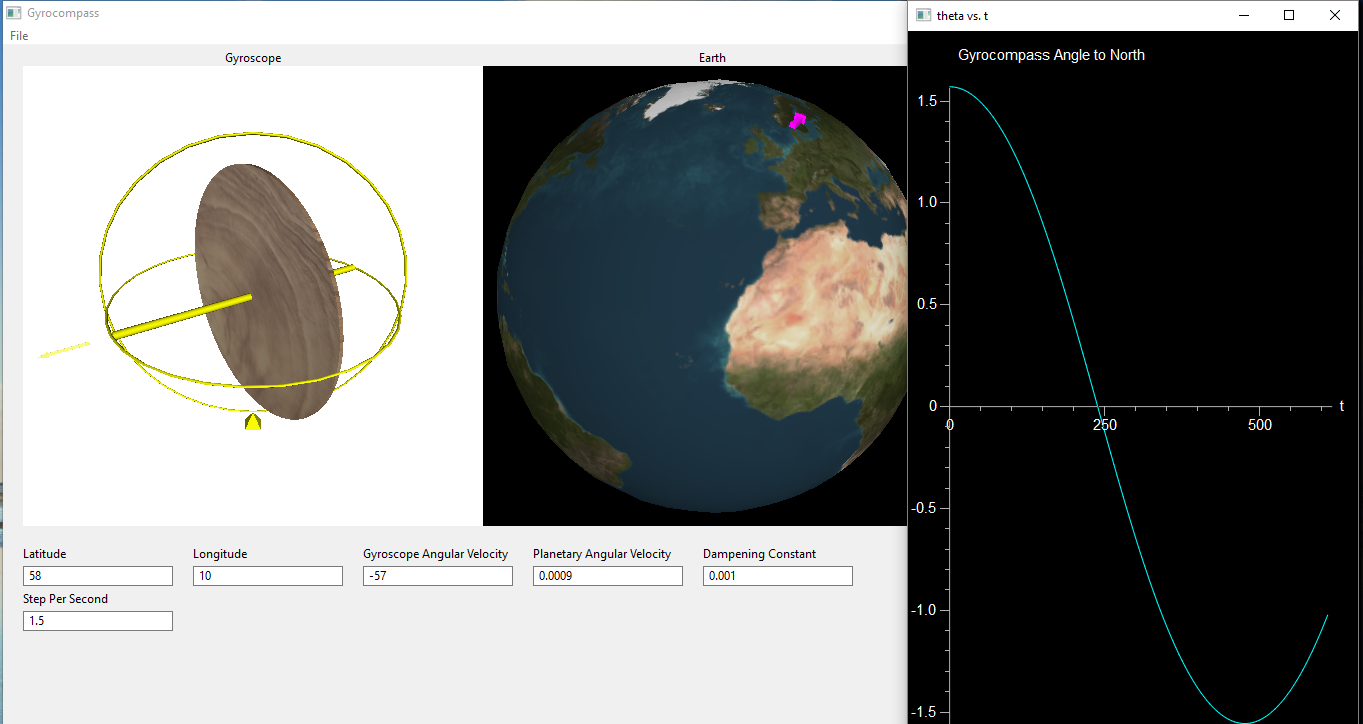 Gyrocompass
File
Gyroscope
Earth
Latitude
Longitude
Gyroscope Angular Velocity
Planetary Angular Velocity
Dampening Constant
58
10
-57
0.0009
0.001
Step Per Second
1.5
theta vs. t
Gyrocompass Angle to North
1.5
1.0
0.5
0
t
0
250
500
-0.5
-1.0
-1.5